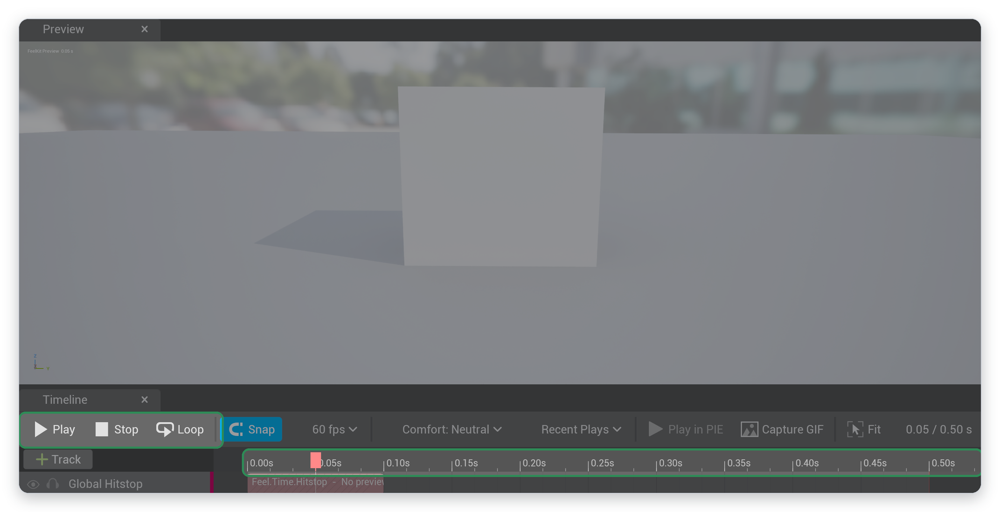 Preview
FeelKit Preview 0.05 s
Z
Y
Timeline
Play Stop Loop Snap 60 fps Comfort: Neutral Recent Plays Play in PIE Capture GIF Fit 0.05 / 0.50 s
Track 0.00s 0.05s 0.10s 0.15s 0.20s 0.25s 0.30s 0.35s 0.40s 0.45s 0.50s
Global Hitstop Feel.Time.Hitstop - No preview